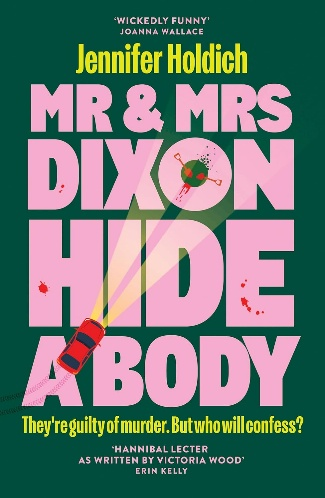 'WICKEDLY FUNNY'
JOANNA WALLACE
Jennifer Holdich
MR & MRS
DIXON
HIDE
A BODY
They're guilty of murder. But who will confess?
'HANNIBAL LECTER
AS WRITTEN BY VICTORIA WOOD'
ERIN KELLY